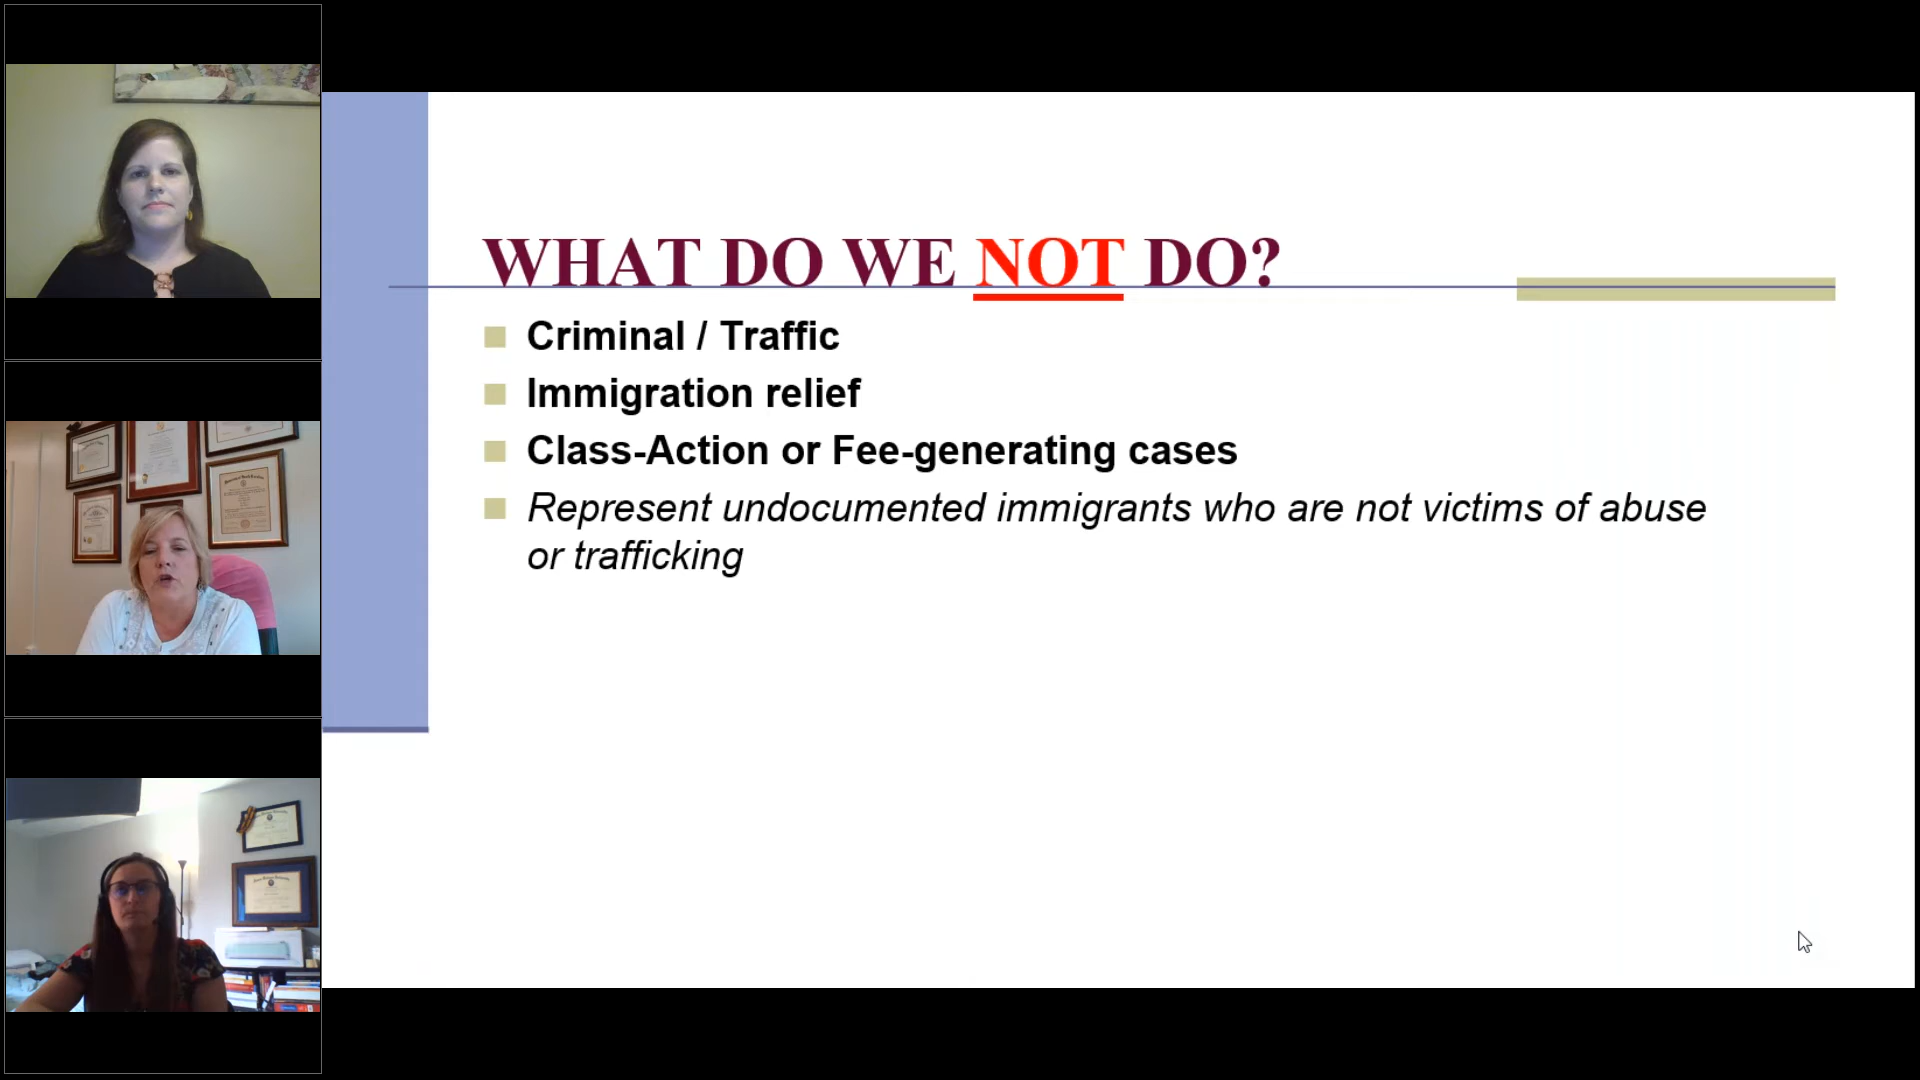 WHAT DO WE NOT DO?
Criminal / Traffic
Immigration relief
Class-Action or Fee-generating cases
Represent undocumented immigrants who are not victims of abuse
or trafficking